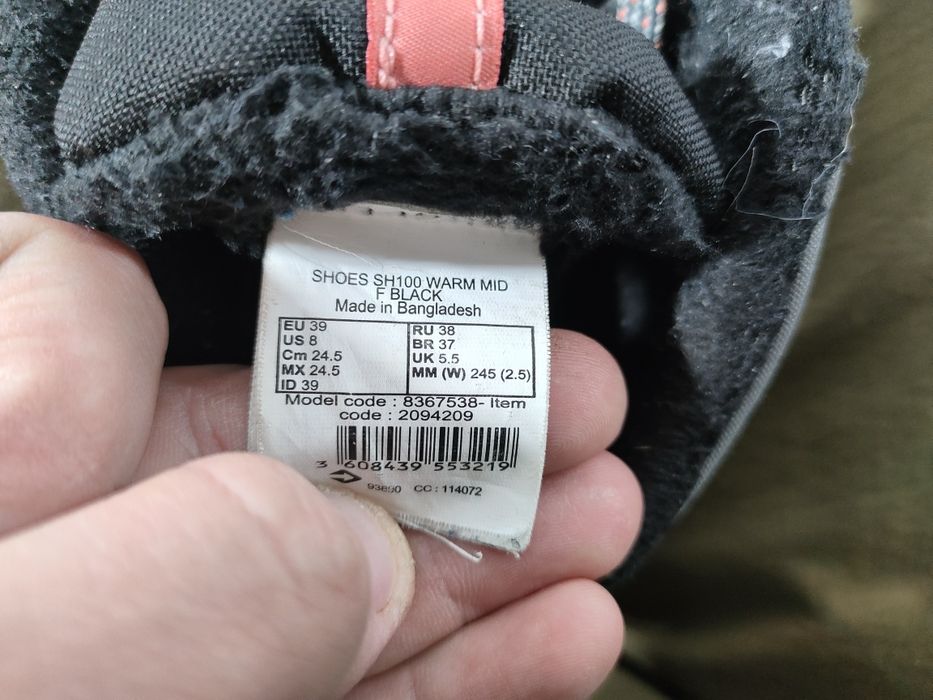 SHOES SH100 WARM MID
F BLACK
Made in Bangladesh
EU 39
US 8
Cm 24.5
MX 24.5
ID 39
RU 38
BR 37
UK 5.5
MM (W) 245 (2.5)
Model code : 8367538- Item
code : 2094209
3 608439 553219
CC : 114072